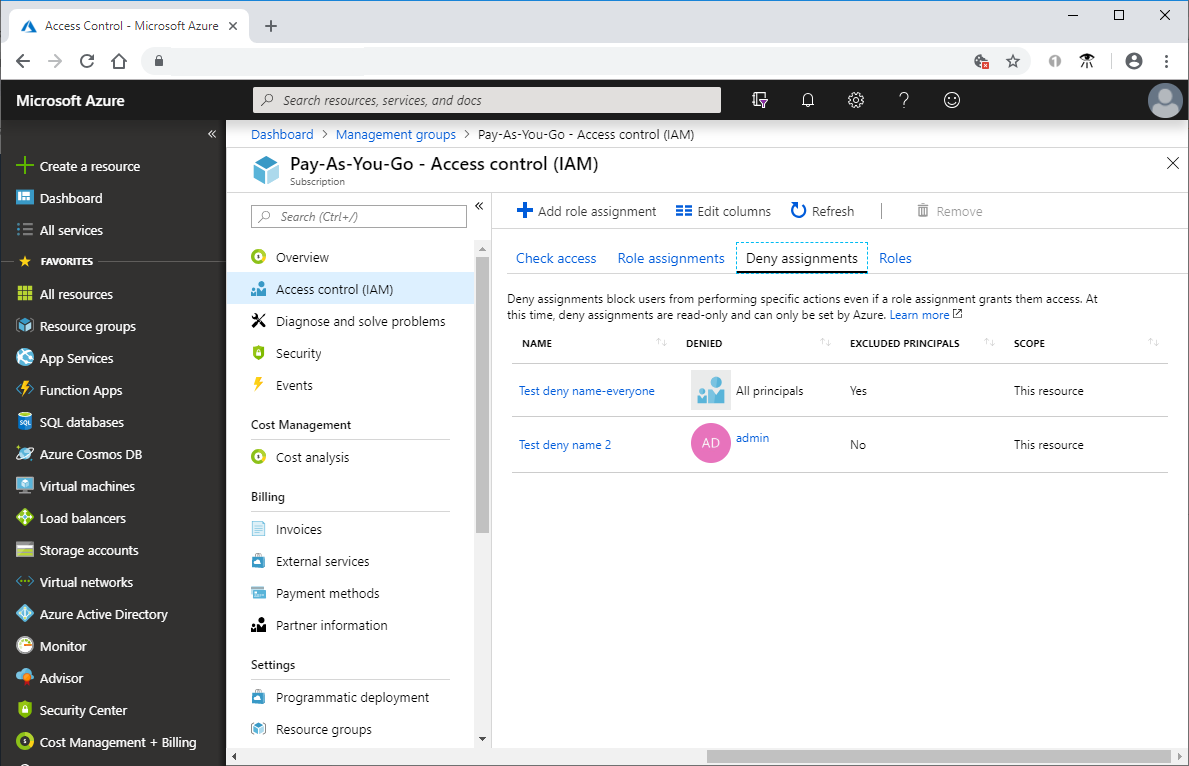 Access Control - Microsoft Azure
Microsoft Azure
Search resources, services, and docs
Create a resource
Dashboard
All services
FAVORITES
All resources
Resource groups
App Services
Function Apps
SQL databases
Azure Cosmos DB
Virtual machines
Load balancers
Storage accounts
Virtual networks
Azure Active Directory
Monitor
Advisor
Security Center
Cost Management + Billing
Dashboard > Management groups > Pay-As-You-Go - Access control (IAM)
Pay-As-You-Go - Access control (IAM)
Subscription
Search (Ctrl+/)
Overview
Access control (IAM)
Diagnose and solve problems
Security
Events
Cost Management
Cost analysis
Billing
Invoices
External services
Payment methods
Partner information
Settings
Programmatic deployment
Resource groups
Add role assignment Edit columns Refresh Remove
Check access Role assignments Deny assignments Roles
Deny assignments block users from performing specific actions even if a role assignment grants them access. At
this time, deny assignments are read-only and can only be set by Azure. Learn more
NAME DENIED EXCLUDED PRINCIPALS SCOPE
Test deny name-everyone All principals Yes This resource
Test deny name 2 AD admin No This resource